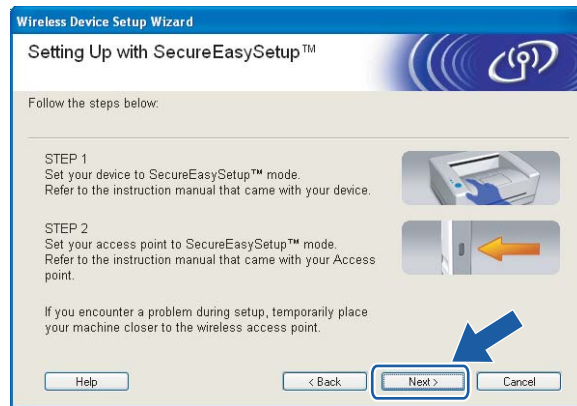 Wireless Device Setup Wizard
Setting Up with SecureEasySetup™
Follow the steps below:
STEP 1
Set your device to SecureEasySetup™ mode.
Refer to the instruction manual that came with your device.
STEP 2
Set your access point to SecureEasySetup™ mode.
Refer to the instruction manual that came with your Access
point.
If you encounter a problem during setup, temporarily place
your machine closer to the wireless access point.
Help
< Back
Next >
Cancel